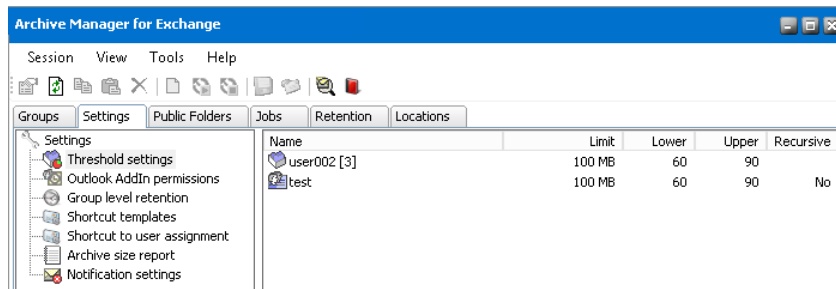 Archive Manager for Exchange
Session View Tools Help
Groups Settings Public Folders Jobs Retention Locations
Settings
Threshold settings
Outlook AddIn permissions
Group level retention
Shortcut templates
Shortcut to user assignment
Archive size report
Notification settings
Name Limit Lower Upper Recursive
user002 [3] 100 MB 60 90
test 100 MB 60 90 No